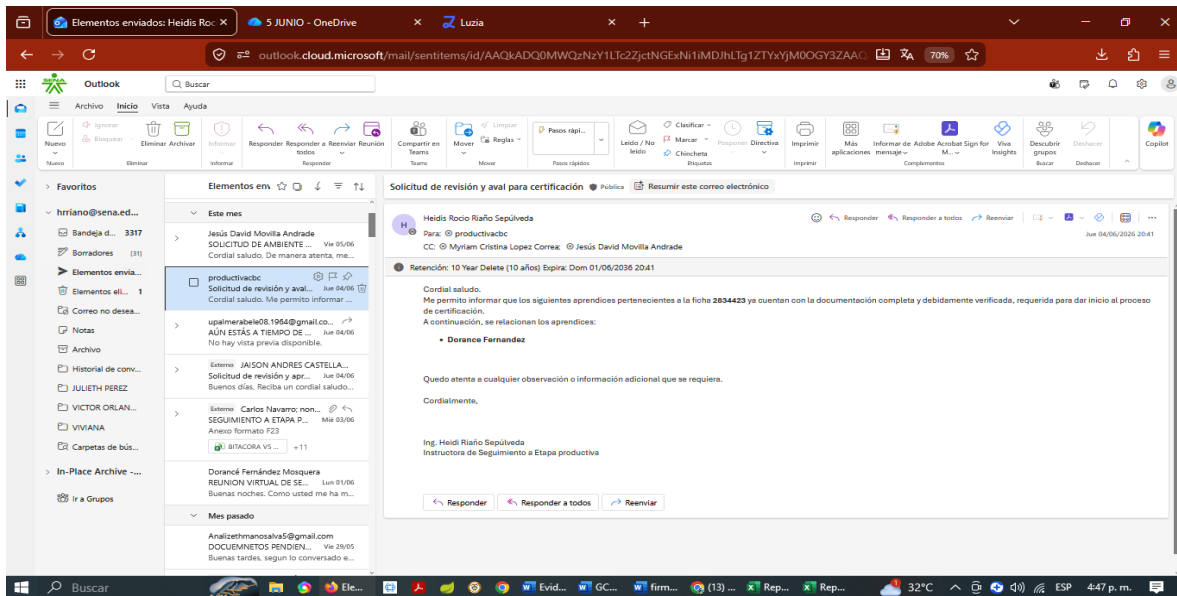 Elementos enviados: Heidis Roc
5 JUNIO - OneDrive
Luzia
outlook.cloud.microsoft/mail/sentitems/id/
70%
SENA
Outlook
Buscar
Archivo Inicio Vista Ayuda
Nuevo
Ignorar
Bloquear
Eliminar Archivar
Informar
Responder Responder a todos Reenviar Reunión
Compartir en Teams
Mover
Limpiar
Reglas
Pasos rápi...
Leído / No leído
Clasificar
Marcar
Chincheta
Posponer Directiva
Imprimir
Más aplicaciones
Informar de mensaje
Adobe Acrobat Sign for M...
Viva Insights
Descubrir grupos
Deshacer
Copilot
Nuevo Eliminar Informar Responder Teams Mover Pasos rápidos Etiquetas Imprimir Complementos Buscar Deshacer
Favoritos
hrriano@sena.ed...
Bandeja d... 3317
Borradores [31]
Elementos envia...
Elementos eli... 1
Correo no desea...
Notas
Archivo
Historial de conv...
JULIETH PEREZ
VICTOR ORLAN...
VIVIANA
Carpetas de bús...
In-Place Archive -...
Ir a Grupos
Elementos env
Este mes
Jesús David Movilla Andrade
SOLICITUD DE AMBIENTE ... Vie 05/06
Cordial saludo, De manera atenta, me...
productivacbc
Solicitud de revisión y aval... Jue 04/06
Cordial saludo. Me permito informar ...
upalmerabele08.1964@gmail.co...
AÚN ESTÁS A TIEMPO DE ... Jue 04/06
No hay vista previa disponible.
Externo JAISON ANDRES CASTELLA...
Solicitud de revisión y apr... Jue 04/06
Buenos días, Reciba un cordial saludo...
Externo Carlos Navarro; non...
SEGUIMIENTO A ETAPA P... Mié 03/06
Anexo formato F23
BITACORA V5 ... +11
Dorancé Fernández Mosquera
REUNION VIRTUAL DE SE... Lun 01/06
Buenas noches. Como usted me ha m...
Mes pasado
Analizethmanosalva5@gmail.com
DOCUEMNETOS PENDIEN... Vie 29/05
Buenas tardes, segun lo conversado e...
Solicitud de revisión y aval para certificación Pública Resumir este correo electrónico
H
Heidis Rocio Riaño Sepúlveda
Para: productivacbc
CC: Myriam Cristina Lopez Correa; Jesús David Movilla Andrade
Responder Responder a todos Reenviar
Jue 04/06/2026 20:41
Retención: 10 Year Delete (10 años) Expira: Dom 01/06/2036 20:41
Cordial saludo.
Me permito informar que los siguientes aprendices pertenecientes a la ficha 2834423 ya cuentan con la documentación completa y debidamente verificada, requerida para dar inicio al proceso
de certificación.
A continuación, se relacionan los aprendices:
• Dorance Fernandez
Quedo atenta a cualquier observación o información adicional que se requiera.
Cordialmente,
Ing. Heidi Riaño Sepúlveda
Instructora de Seguimiento a Etapa productiva
Responder Responder a todos Reenviar
Buscar
Ele...
Evid...
GC...
firm...
(13) ...
Rep...
Rep...
32°C
ESP
4:47 p. m.